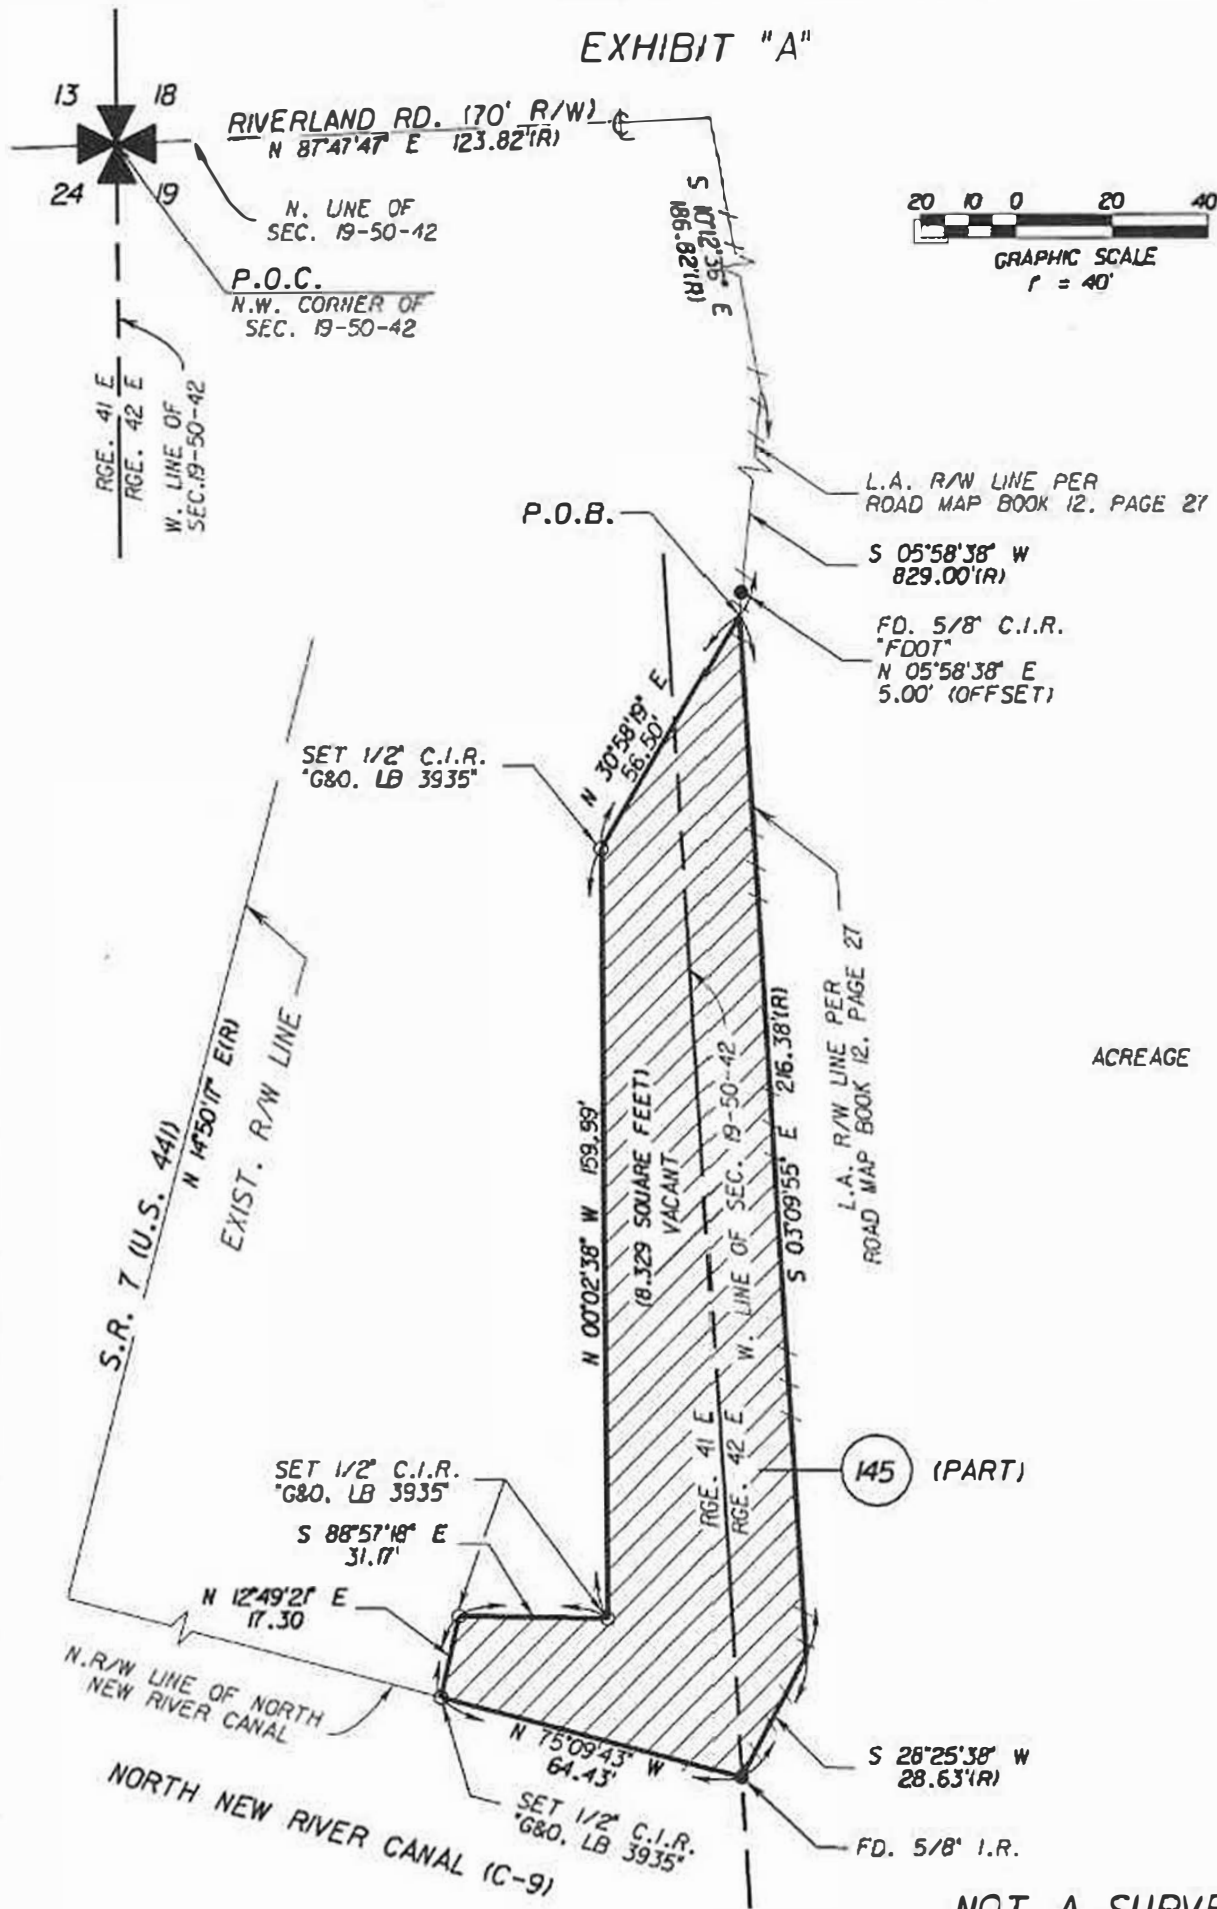 EXHIBIT "A"
13 18
24 19
RIVERLAND RD. (70' R/W) ℄
N 87°47'47" E 123.82'(R)
N. LINE OF
SEC. 19-50-42
P.O.C.
N.W. CORNER OF
SEC. 19-50-42
RGE. 41 E
RGE. 42 E
W. LINE OF
SEC.19-50-42
S 10°12'36" E
186.82'(R)
20 10 0 20 40
GRAPHIC SCALE
1" = 40'
L.A. R/W LINE PER
ROAD MAP BOOK 12, PAGE 27
P.O.B.
S 05°58'38" W
829.00'(R)
FD. 5/8" C.I.R.
"FDOT"
N 05°58'38" E
5.00' (OFFSET)
N 30°58'19" E
56.50'
SET 1/2" C.I.R.
"G&O. LB 3935"
S.R. 7 (U.S. 441)
N 14°50'17" E(R)
EXIST. R/W LINE
N 00°02'38" W 159.99'
(8,329 SQUARE FEET)
VACANT
W. LINE OF SEC. 19-50-42
S 03°09'55" E 216.38'(R)
L.A. R/W LINE PER
ROAD MAP BOOK 12, PAGE 27
ACREAGE
RGE. 41 E
RGE. 42 E
145 (PART)
SET 1/2" C.I.R.
"G&O. LB 3935"
S 88°57'18" E
31.17'
N 12°49'21" E
17.30
N.R/W LINE OF NORTH
NEW RIVER CANAL
N 75°09'43" W
64.43'
S 28°25'38" W
28.63'(R)
SET 1/2" C.I.R.
"G&O. LB 3935"
FD. 5/8" I.R.
NORTH NEW RIVER CANAL (C-9)
NOT A